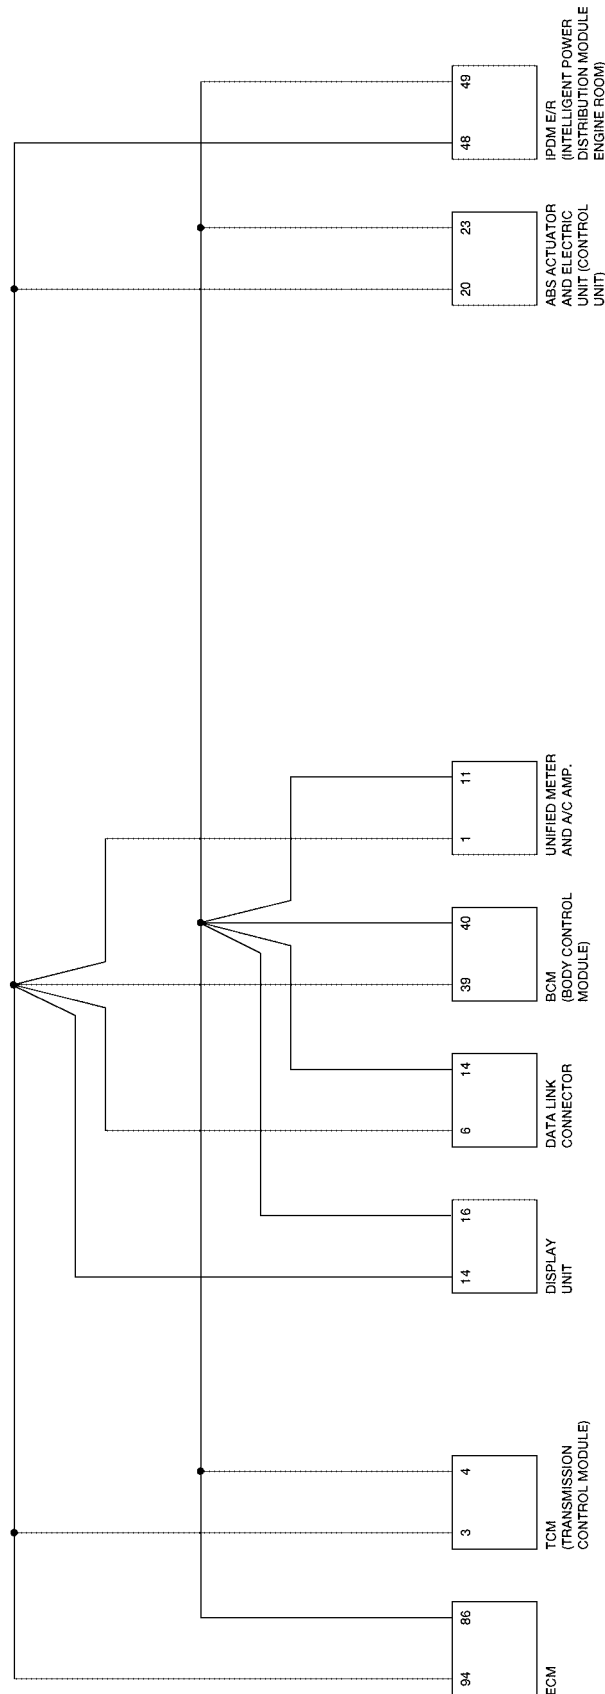 94
86
ECM
3
4
TCM
(TRANSMISSION
CONTROL MODULE)
14
16
DISPLAY
UNIT
6
14
DATA LINK
CONNECTOR
39
40
BCM
(BODY CONTROL
MODULE)
1
11
UNIFIED METER
AND A/C AMP.
20
23
ABS ACTUATOR
AND ELECTRIC
UNIT (CONTROL
UNIT)
48
49
IPDM E/R
(INTELLIGENT POWER
DISTRIBUTION MODULE
ENGINE ROOM)